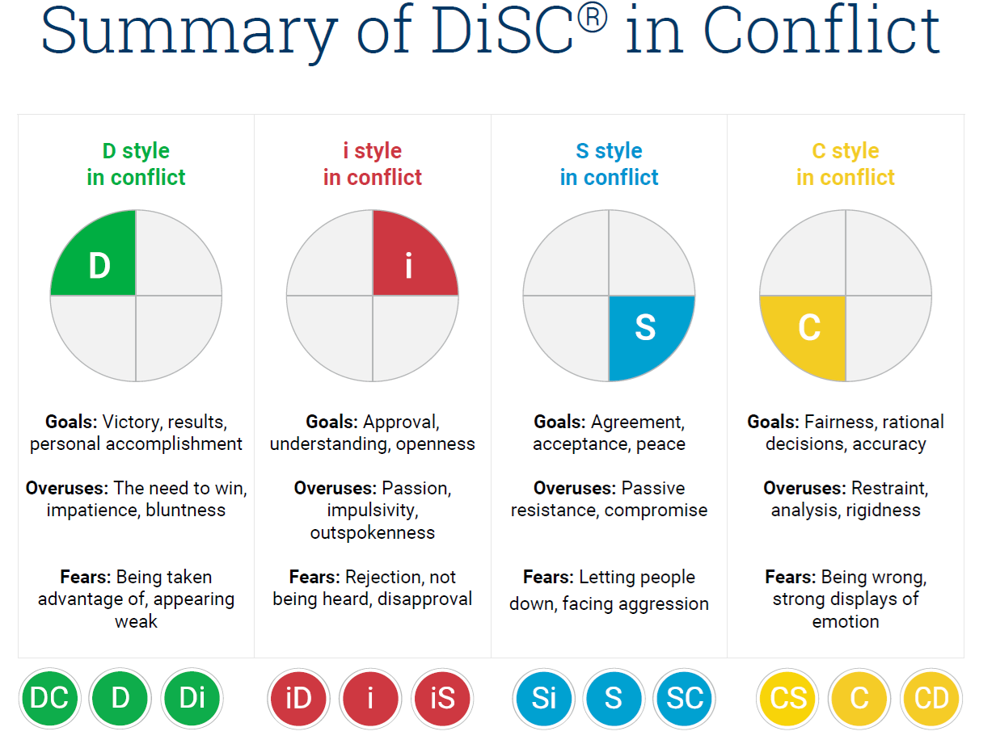 Summary of DiSC® in Conflict
D style
in conflict
D
Goals: Victory, results,
personal accomplishment
Overuses: The need to win,
impatience, bluntness
Fears: Being taken
advantage of, appearing
weak
DC D Di
i style
in conflict
i
Goals: Approval,
understanding, openness
Overuses: Passion,
impulsivity,
outspokenness
Fears: Rejection, not
being heard, disapproval
iD i iS
S style
in conflict
S
Goals: Agreement,
acceptance, peace
Overuses: Passive
resistance, compromise
Fears: Letting people
down, facing aggression
Si S SC
C style
in conflict
C
Goals: Fairness, rational
decisions, accuracy
Overuses: Restraint,
analysis, rigidness
Fears: Being wrong,
strong displays of
emotion
CS C CD